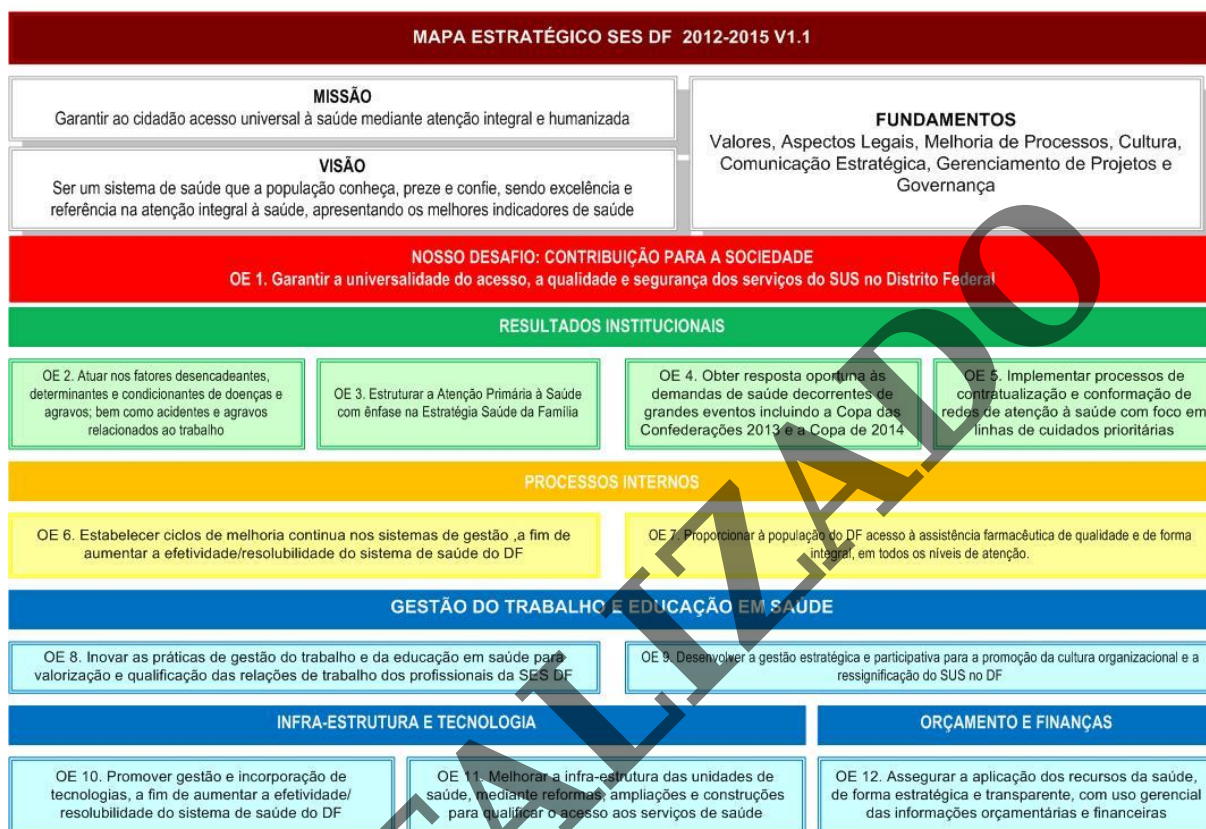 MAPA ESTRATÉGICO SES DF 2012-2015 V1.1
MISSÃO
Garantir ao cidadão acesso universal à saúde mediante atenção integral e humanizada
VISÃO
Ser um sistema de saúde que a população conheça, preze e confie, sendo excelência e
referência na atenção integral à saúde, apresentando os melhores indicadores de saúde
FUNDAMENTOS
Valores, Aspectos Legais, Melhoria de Processos, Cultura,
Comunicação Estratégica, Gerenciamento de Projetos e
Governança
NOSSO DESAFIO: CONTRIBUIÇÃO PARA A SOCIEDADE
OE 1. Garantir a universalidade do acesso, a qualidade e segurança dos serviços do SUS no Distrito Federal
RESULTADOS INSTITUCIONAIS
OE 2. Atuar nos fatores desencadeantes,
determinantes e condicionantes de doenças e
agravos; bem como acidentes e agravos
relacionados ao trabalho
OE 3. Estruturar a Atenção Primária à Saúde
com ênfase na Estratégia Saúde da Família
OE 4. Obter resposta oportuna às
demandas de saúde decorrentes de
grandes eventos incluindo a Copa das
Confederações 2013 e a Copa de 2014
OE 5. Implementar processos de
contratualização e conformação de
redes de atenção à saúde com foco em
linhas de cuidados prioritárias
PROCESSOS INTERNOS
OE 6. Estabelecer ciclos de melhoria continua nos sistemas de gestão ,a fim de
aumentar a efetividade/resolubilidade do sistema de saúde do DF
OE 7. Proporcionar à população do DF acesso à assistência farmacêutica de qualidade e de forma
integral, em todos os níveis de atenção.
GESTÃO DO TRABALHO E EDUCAÇÃO EM SAÚDE
OE 8. Inovar as práticas de gestão do trabalho e da educação em saúde para
valorização e qualificação das relações de trabalho dos profissionais da SES DF
OE 9. Desenvolver a gestão estratégica e participativa para a promoção da cultura organizacional e a
ressignificação do SUS no DF
INFRA-ESTRUTURA E TECNOLOGIA
ORÇAMENTO E FINANÇAS
OE 10. Promover gestão e incorporação de
tecnologias, a fim de aumentar a efetividade/
resolubilidade do sistema de saúde do DF
OE 11. Melhorar a infra-estrutura das unidades de
saúde, mediante reformas, ampliações e construções
para qualificar o acesso aos serviços de saúde
OE 12. Assegurar a aplicação dos recursos da saúde,
de forma estratégica e transparente, com uso gerencial
das informações orçamentárias e financeiras
TALIZADO